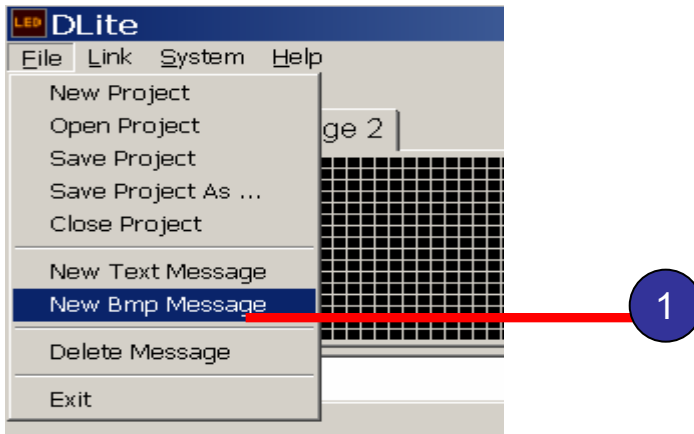 LED DLite
File Link System Help
New Project
Open Project
ge 2
Save Project
Save Project As ...
Close Project
New Text Message
New Bmp Message
1
Delete Message
Exit